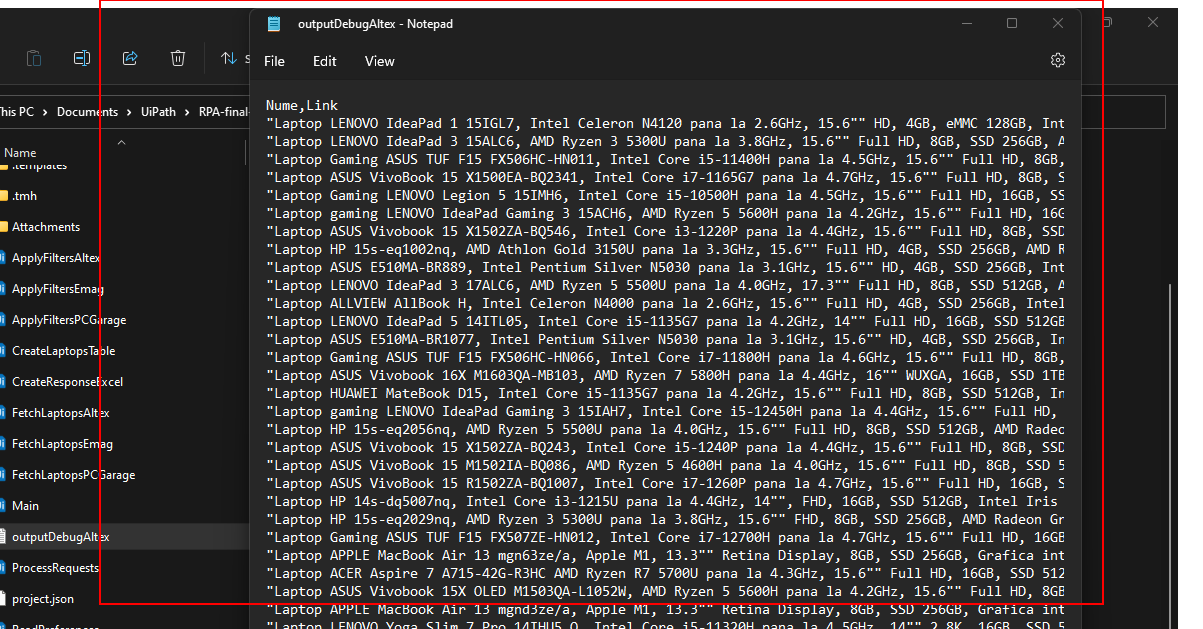 outputDebugAltex - Notepad
File Edit View
This PC > Documents > UiPath > RPA-final-
Name
.templates
.tmh
Attachments
ApplyFiltersAltex
ApplyFiltersEmag
ApplyFiltersPCGarage
CreateLaptopsTable
CreateResponseExcel
FetchLaptopsAltex
FetchLaptopsEmag
FetchLaptopsPCGarage
Main
outputDebugAltex
ProcessRequests
project.json
ReadPreferences
Nume,Link
"Laptop LENOVO IdeaPad 1 15IGL7, Intel Celeron N4120 pana la 2.6GHz, 15.6"" HD, 4GB, eMMC 128GB, Int
"Laptop LENOVO IdeaPad 3 15ALC6, AMD Ryzen 3 5300U pana la 3.8GHz, 15.6"" Full HD, 8GB, SSD 256GB, A
"Laptop Gaming ASUS TUF F15 FX506HC-HN011, Intel Core i5-11400H pana la 4.5GHz, 15.6"" Full HD, 8GB,
"Laptop ASUS VivoBook 15 X1500EA-BQ2341, Intel Core i7-1165G7 pana la 4.7GHz, 15.6"" Full HD, 8GB, S
"Laptop Gaming LENOVO Legion 5 15IMH6, Intel Core i5-10500H pana la 4.5GHz, 15.6"" Full HD, 16GB, SS
"Laptop gaming LENOVO IdeaPad Gaming 3 15ACH6, AMD Ryzen 5 5600H pana la 4.2GHz, 15.6"" Full HD, 16G
"Laptop ASUS Vivobook 15 X1502ZA-BQ546, Intel Core i3-1220P pana la 4.4GHz, 15.6"" Full HD, 8GB, SSD
"Laptop HP 15s-eq1002nq, AMD Athlon Gold 3150U pana la 3.3GHz, 15.6"" Full HD, 4GB, SSD 256GB, AMD R
"Laptop ASUS E510MA-BR889, Intel Pentium Silver N5030 pana la 3.1GHz, 15.6"" HD, 4GB, SSD 256GB, Int
"Laptop LENOVO IdeaPad 3 17ALC6, AMD Ryzen 5 5500U pana la 4.0GHz, 17.3"" Full HD, 8GB, SSD 512GB, A
"Laptop ALLVIEW AllBook H, Intel Celeron N4000 pana la 2.6GHz, 15.6"" Full HD, 4GB, SSD 256GB, Intel
"Laptop LENOVO IdeaPad 5 14ITL05, Intel Core i5-1135G7 pana la 4.2GHz, 14"" Full HD, 16GB, SSD 512GB
"Laptop ASUS E510MA-BR1077, Intel Pentium Silver N5030 pana la 3.1GHz, 15.6"" HD, 4GB, SSD 256GB, In
"Laptop Gaming ASUS TUF F15 FX506HC-HN066, Intel Core i7-11800H pana la 4.6GHz, 15.6"" Full HD, 8GB,
"Laptop ASUS Vivobook 16X M1603QA-MB103, AMD Ryzen 7 5800H pana la 4.4GHz, 16"" WUXGA, 16GB, SSD 1TB
"Laptop HUAWEI MateBook D15, Intel Core i5-1135G7 pana la 4.2GHz, 15.6"" Full HD, 8GB, SSD 512GB, In
"Laptop gaming LENOVO IdeaPad Gaming 3 15IAH7, Intel Core i5-12450H pana la 4.4GHz, 15.6"" Full HD,
"Laptop HP 15s-eq2056nq, AMD Ryzen 5 5500U pana la 4.0GHz, 15.6"" Full HD, 8GB, SSD 512GB, AMD Radeo
"Laptop ASUS Vivobook 15 X1502ZA-BQ243, Intel Core i5-1240P pana la 4.4GHz, 15.6"" Full HD, 8GB, SSD
"Laptop ASUS VivoBook 15 M1502IA-BQ086, AMD Ryzen 5 4600H pana la 4.0GHz, 15.6"" Full HD, 8GB, SSD 5
"Laptop ASUS Vivobook 15 R1502ZA-BQ1007, Intel Core i7-1260P pana la 4.7GHz, 15.6"" Full HD, 16GB, S
"Laptop HP 14s-dq5007nq, Intel Core i3-1215U pana la 4.4GHz, 14"", FHD, 16GB, SSD 512GB, Intel Iris
"Laptop HP 15s-eq2029nq, AMD Ryzen 3 5300U pana la 3.8GHz, 15.6"" FHD, 8GB, SSD 256GB, AMD Radeon Gr
"Laptop Gaming ASUS TUF F15 FX507ZE-HN012, Intel Core i7-12700H pana la 4.7GHz, 15.6"" Full HD, 16GB
"Laptop APPLE MacBook Air 13 mgn63ze/a, Apple M1, 13.3"" Retina Display, 8GB, SSD 256GB, Grafica int
"Laptop ACER Aspire 7 A715-42G-R3HC AMD Ryzen R7 5700U pana la 4.3GHz, 15.6"" Full HD, 16GB, SSD 512
"Laptop ASUS Vivobook 15X OLED M1503QA-L1052W, AMD Ryzen 5 5600H pana la 4.2GHz, 15.6"" Full HD, 8GB
"Laptop APPLE MacBook Air 13 mgnd3ze/a, Apple M1, 13.3"" Retina Display, 8GB, SSD 256GB, Grafica int
"Laptop LENOVO Yoga Slim 7 Pro 14IHU5 O, Intel Core i5-11320H pana la 4.5GHz, 14"" 2.8K, 16GB, SSD 5